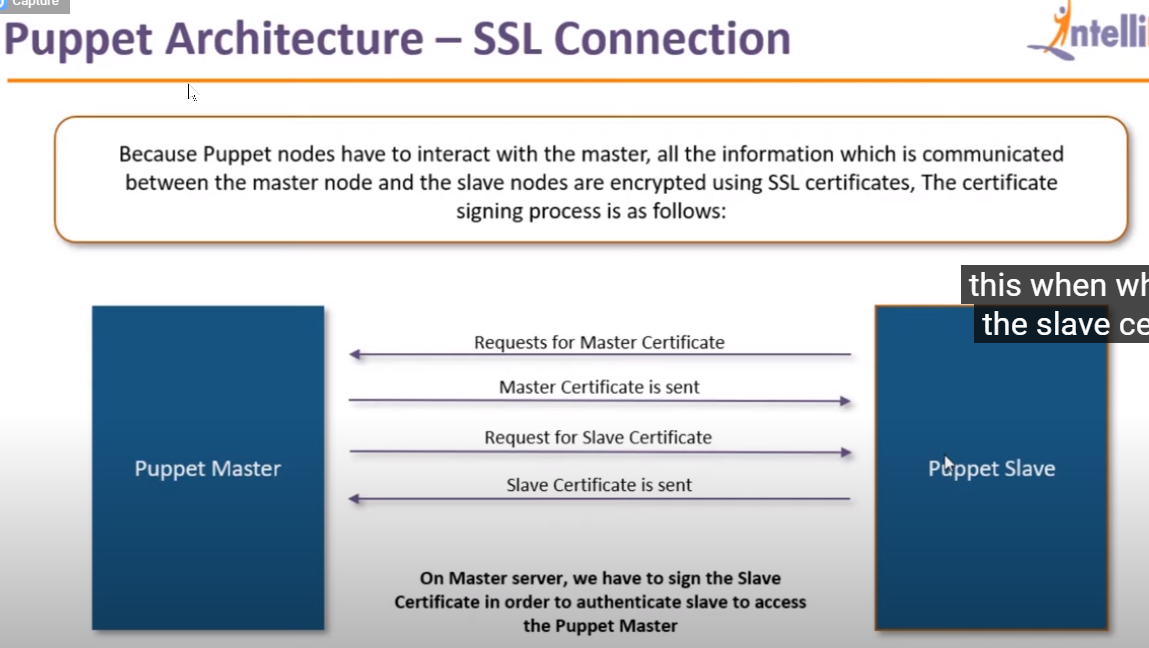 Capture
Puppet Architecture – SSL Connection
ntelli
Because Puppet nodes have to interact with the master, all the information which is communicated
between the master node and the slave nodes are encrypted using SSL certificates, The certificate
signing process is as follows:
this when wh
the slave ce
Requests for Master Certificate
Master Certificate is sent
Request for Slave Certificate
Slave Certificate is sent
Puppet Master
Puppet Slave
On Master server, we have to sign the Slave
Certificate in order to authenticate slave to access
the Puppet Master